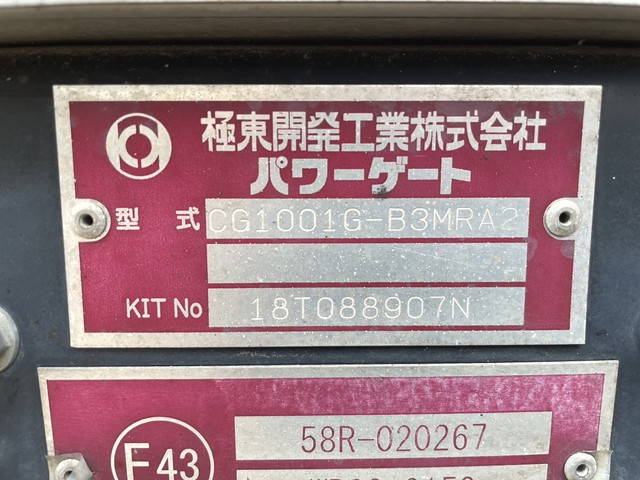 極東開発工業株式会社
パワーゲート
型 式 CG1001G-B3MRA2
KIT No 18T088907N
58R-020267
E43